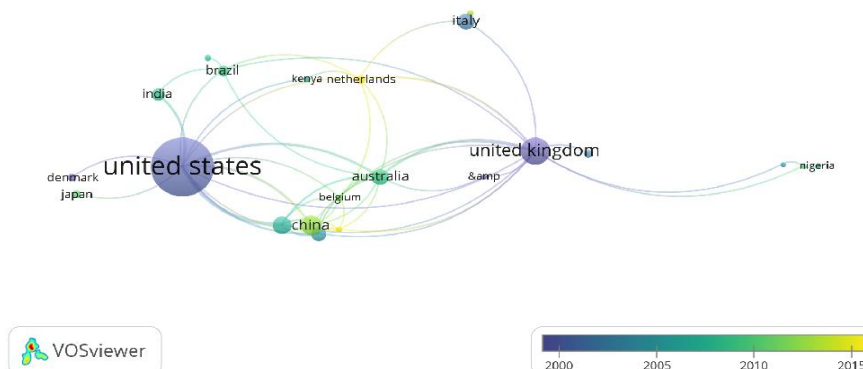 italy
brazil
kenya netherlands
india
united states
united kingdom
denmark
australia
&amp
nigeria
japan
belgium
china
VOSviewer
2000 2005 2010 2015